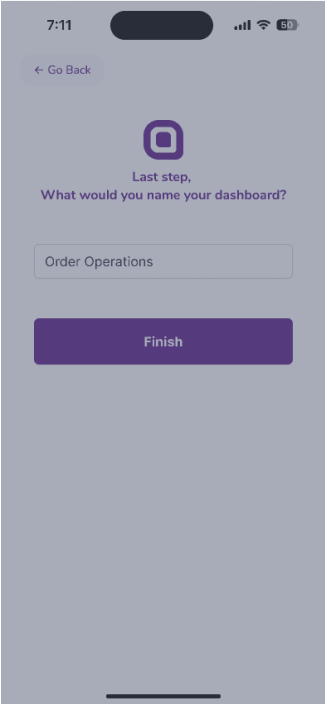 7:11
50
← Go Back
Last step,
What would you name your dashboard?
Order Operations
Finish